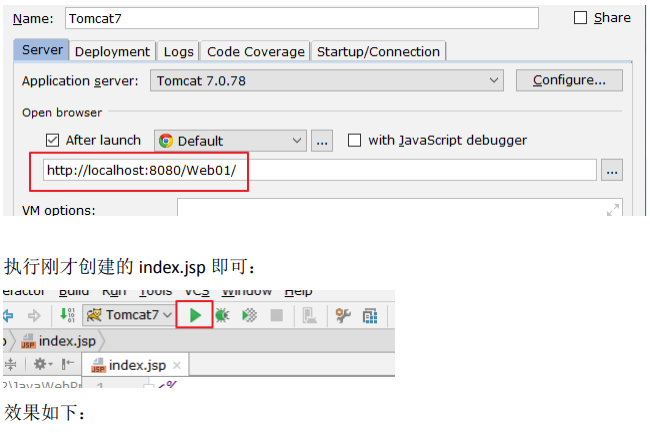 Name: Tomcat7 Share
Server Deployment Logs Code Coverage Startup/Connection
Application server: Tomcat 7.0.78 Configure...
Open browser
After launch Default ... with JavaScript debugger
http://localhost:8080/Web01/ ...
VM options:
执行刚才创建的 index.jsp 即可：
efactor Build Run Tools VCS Window Help
Tomcat7
index.jsp
index.jsp ×
JavaWebPr 1 <%
效果如下：